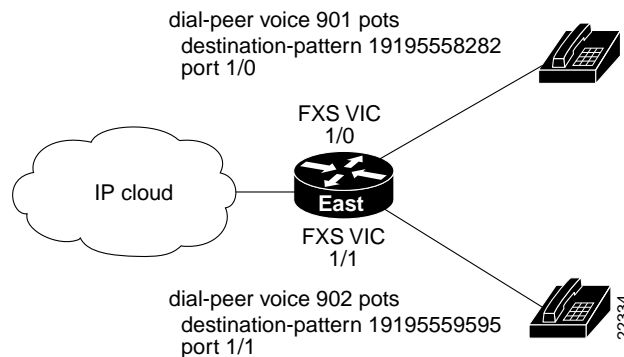 dial-peer voice 901 pots
destination-pattern 19195558282
port 1/0
FXS VIC
1/0
IP cloud
East
FXS VIC
1/1
dial-peer voice 902 pots
destination-pattern 19195559595
port 1/1
22334